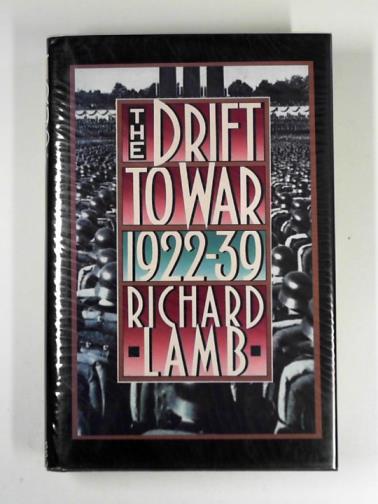 THE DRIFT
TO WAR
1922-39
RICHARD
LAMB